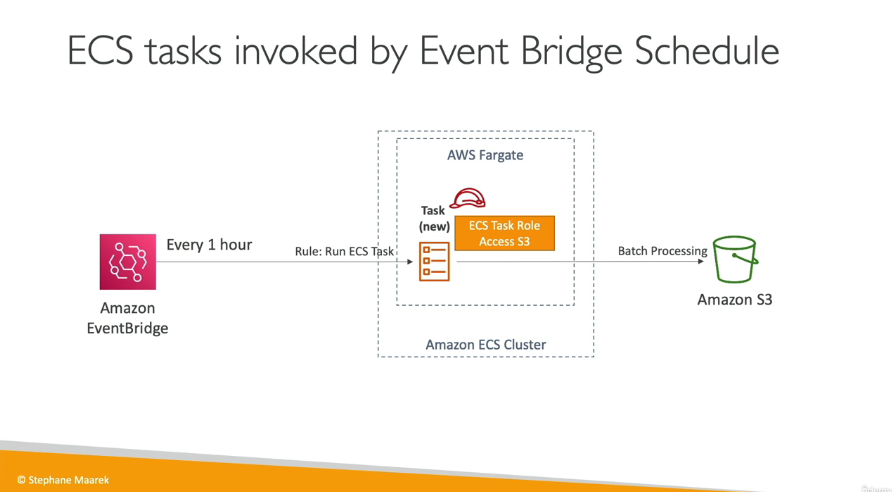 ECS tasks invoked by Event Bridge Schedule
AWS Fargate
Task
(new)
ECS Task Role
Access S3
Every 1 hour
Rule: Run ECS Task
Batch Processing
Amazon
EventBridge
Amazon S3
Amazon ECS Cluster
© Stephane Maarek